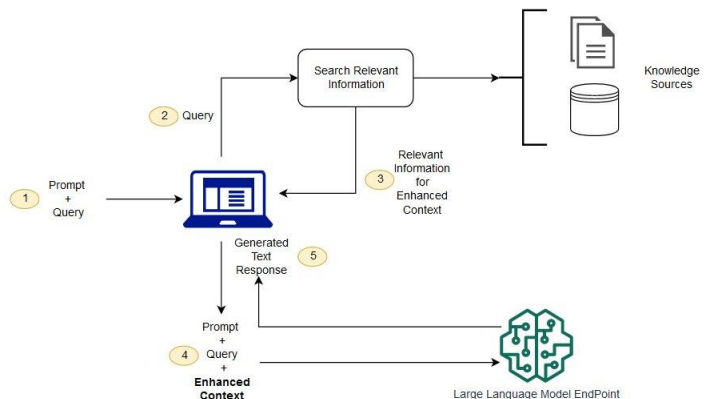 Search Relevant
Information
Knowledge
Sources
2 Query
Relevant
Information
for
Enhanced
Context
3
1
Prompt
+
Query
Generated
Text
Response
5
4
Prompt
+
Query
+
Enhanced
Context
Large Language Model EndPoint